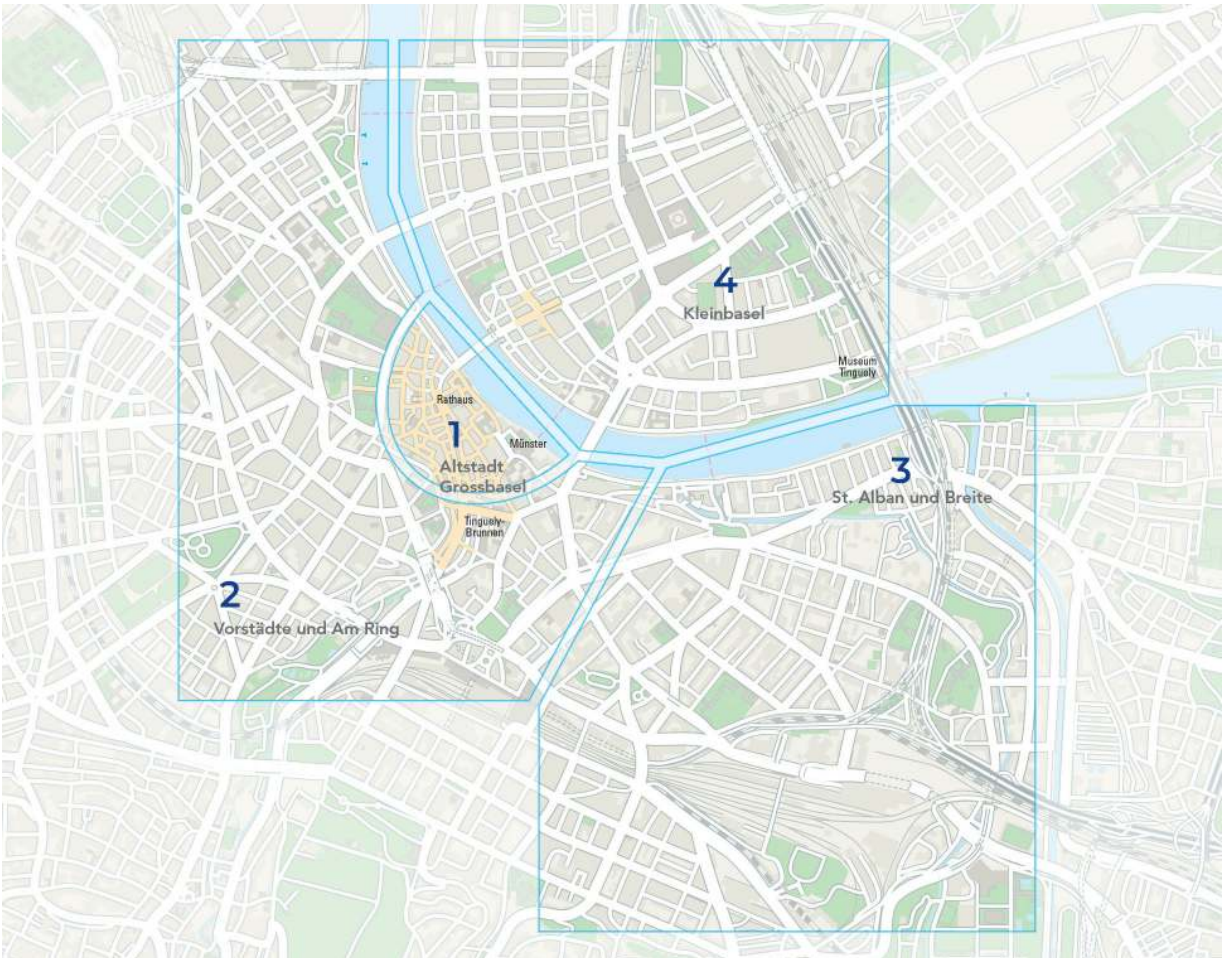 4
Kleinbasel
Museum
Tinguely
Rathaus
1
Münster
Altstadt
Grossbasel
3
St. Alban und Breite
Tinguely-
Brunnen
2
Vorstädte und Am Ring